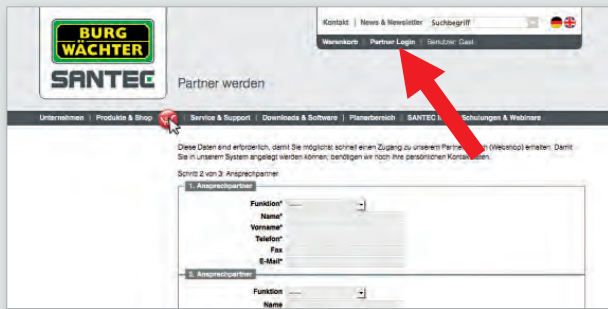 BURG
WÄCHTER
SANTEC
Kontakt | News & Newsletter Suchbegriff
Warenkorb | Partner Login | Benutzer: Gast
Partner werden
Unternehmen | Produkte & Shop | Service & Support | Downloads & Software | Planerbereich | SANTEC Schulungen & Webinare
Diese Daten sind erforderlich, damit Sie möglichst schnell einen Zugang zu unserem Partner (Webshop) erhalten. Damit
Sie in unserem System angelegt werden können, benötigen wir noch Ihre persönlichen Kontaktdaten.
Schritt 2 von 3: Ansprechpartner
1. Ansprechpartner
Funktion* -----
Name*
Vorname*
Telefon*
Fax
E-Mail*
2. Ansprechpartner
Funktion -----
Name